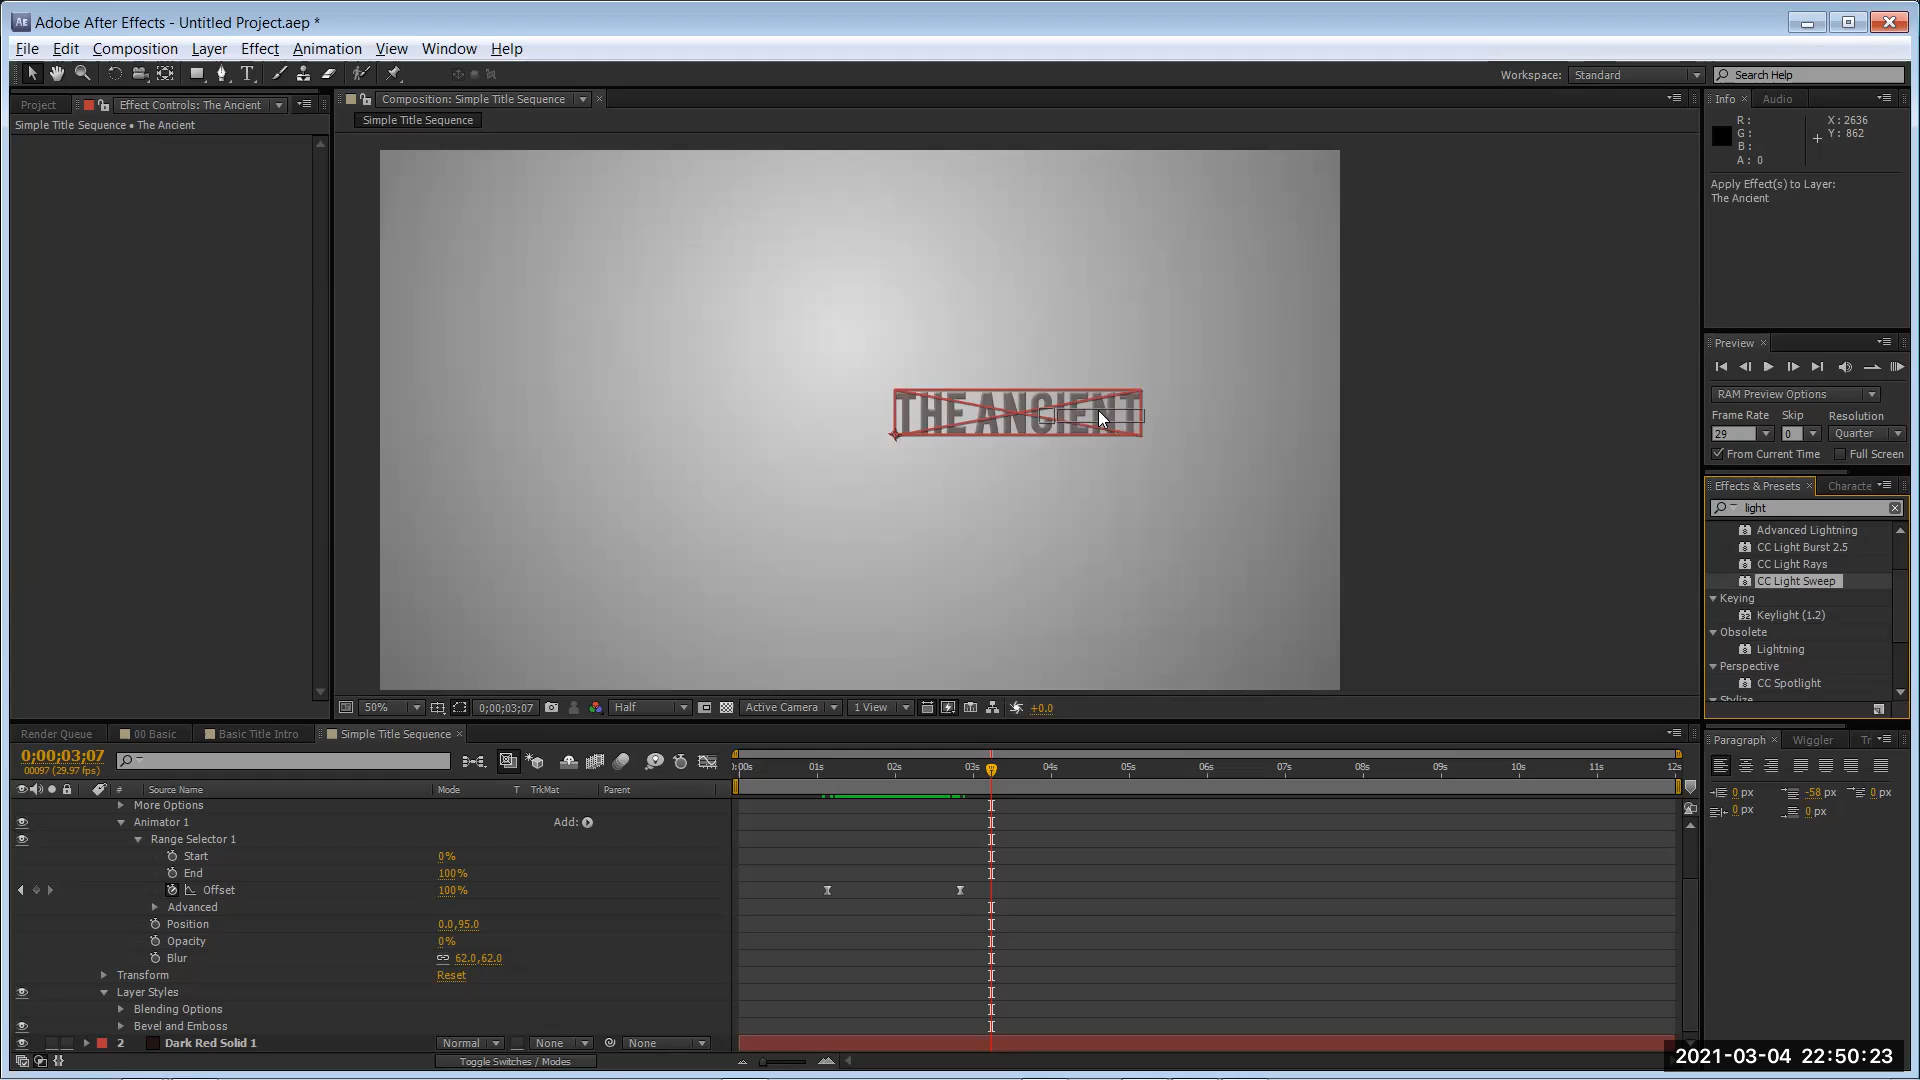 Adobe After Effects - Untitled Project.aep *
File Edit Composition Layer Effect Animation View Window Help
Workspace: Standard Search Help
Project Effect Controls: The Ancient
Simple Title Sequence • The Ancient
Composition: Simple Title Sequence
Simple Title Sequence
THE ANCIENT
50% 0;00;03;07 Half Active Camera 1 View +0.0
Info Audio
R : X : 2636
G : Y : 862
B :
A : 0
Apply Effect(s) to Layer:
The Ancient
Preview
RAM Preview Options
Frame Rate Skip Resolution
29 0 Quarter
From Current Time Full Screen
Effects & Presets Characte
light
Advanced Lightning
CC Light Burst 2.5
CC Light Rays
CC Light Sweep
Keying
Keylight (1.2)
Obsolete
Lightning
Perspective
CC Spotlight
Stylize
Paragraph Wiggler Tr
0 px -58 px 0 px
0 px 0 px
Render Queue 00 Basic Basic Title Intro Simple Title Sequence
0;00;03;07
00097 (29.97 fps)
:00s 01s 02s 03s 04s 05s 06s 07s 08s 09s 10s 11s 12s
# Source Name Mode T TrkMat Parent
More Options
Animator 1 Add:
Range Selector 1
Start 0%
End 100%
Offset 100%
Advanced
Position 0.0,95.0
Opacity 0%
Blur 62.0,62.0
Transform Reset
Layer Styles
Blending Options
Bevel and Emboss
2 Dark Red Solid 1 Normal None None
Toggle Switches / Modes
2021-03-04 22:50:23